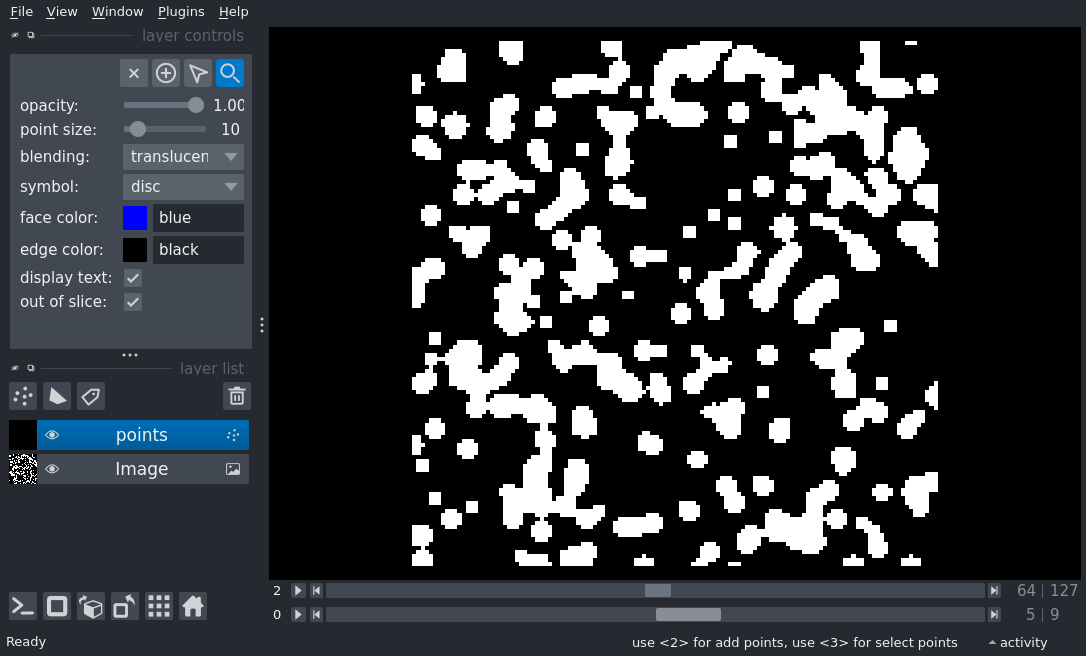 File View Window Plugins Help
layer controls
opacity: 1.00
point size: 10
blending: translucen
symbol: disc
face color: blue
edge color: black
display text:
out of slice:
layer list
points
Image
2 64 | 127
0 5 | 9
Ready use <2> for add points, use <3> for select points activity